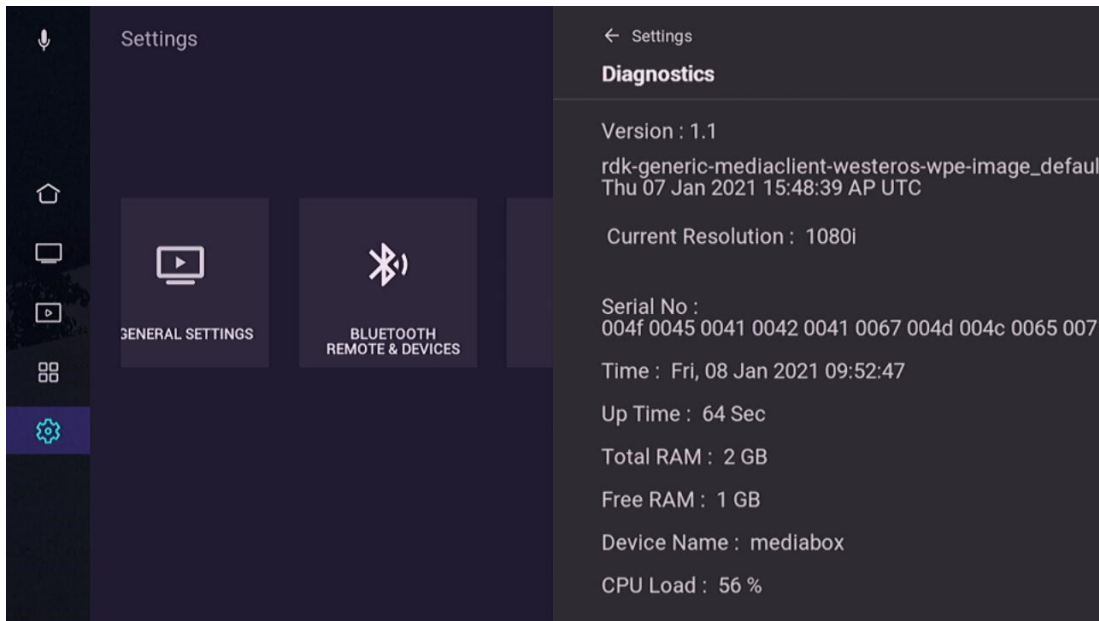 Settings
GENERAL SETTINGS
BLUETOOTH
REMOTE & DEVICES
Settings
Diagnostics
Version : 1.1
rdk-generic-mediaclient-westeros-wpe-image_defaul
Thu 07 Jan 2021 15:48:39 AP UTC
Current Resolution : 1080i
Serial No :
004f 0045 0041 0042 0041 0067 004d 004c 0065 007
Time : Fri, 08 Jan 2021 09:52:47
Up Time : 64 Sec
Total RAM : 2 GB
Free RAM : 1 GB
Device Name : mediabox
CPU Load : 56 %